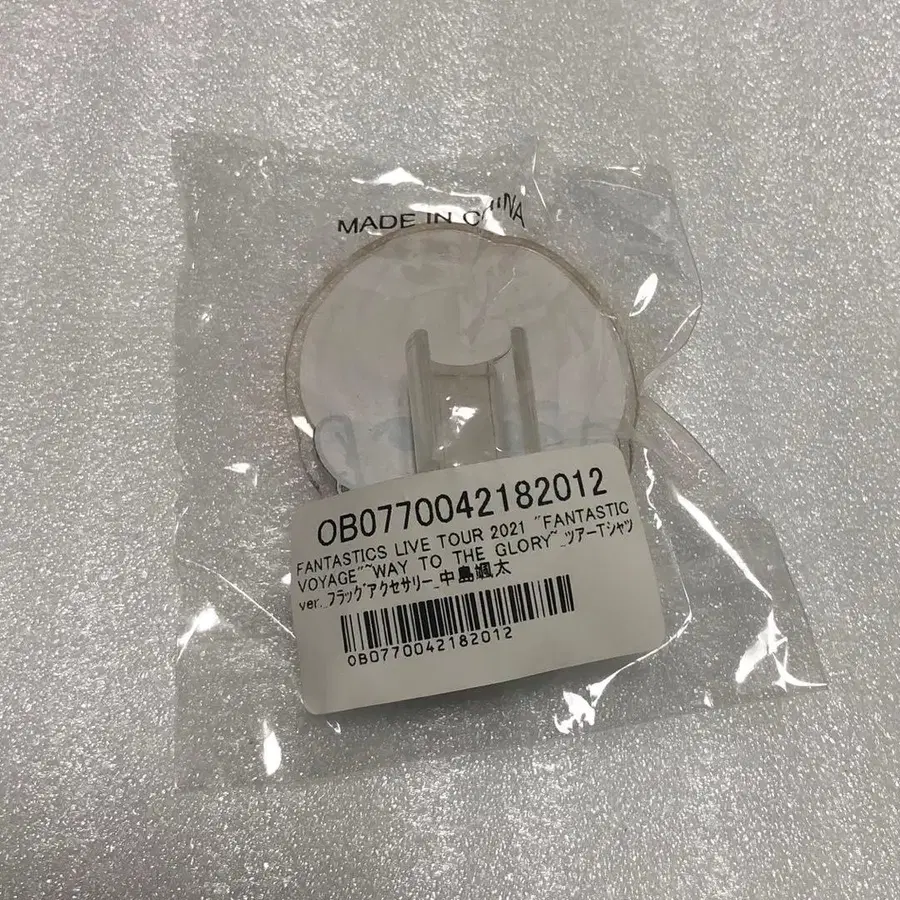 MADE IN CHINA
OB0770042182012
FANTASTICS LIVE TOUR 2021 "FANTASTIC
VOYAGE"~WAY TO THE GLORY~_ツアーTシャツ
ver._フラッグアクセサリー_中島颯太
OB0770042182012